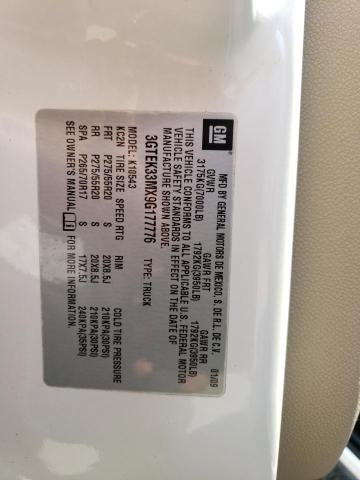 GM
MFD BY GENERAL MOTORS DE MEXICO, S. DE R.L. DE C.V. 01/09
GVWR GAWR FRT GAWR RR
3175KG(7000LB) 1792KG(3950LB) 1792KG(3950LB)
THIS VEHICLE CONFORMS TO ALL APPLICABLE U.S. FEDERAL MOTOR
VEHICLE SAFETY STANDARDS IN EFFECT ON THE DATE OF
MANUFACTURE SHOWN ABOVE.
3GTEK33MX9G177776 TYPE: TRUCK
MODEL: K10543
KC2N TIRE SIZE SPEED RTG RIM COLD TIRE PRESSURE
FRT P275/55R20 S 20X8.5J 210KPA(30PSI)
RR P275/55R20 S 20X8.5J 210KPA(30PSI)
SPA P265/70R17 S 17X7.5J 240KPA(35PSI)
SEE OWNER'S MANUAL FOR MORE INFORMATION.